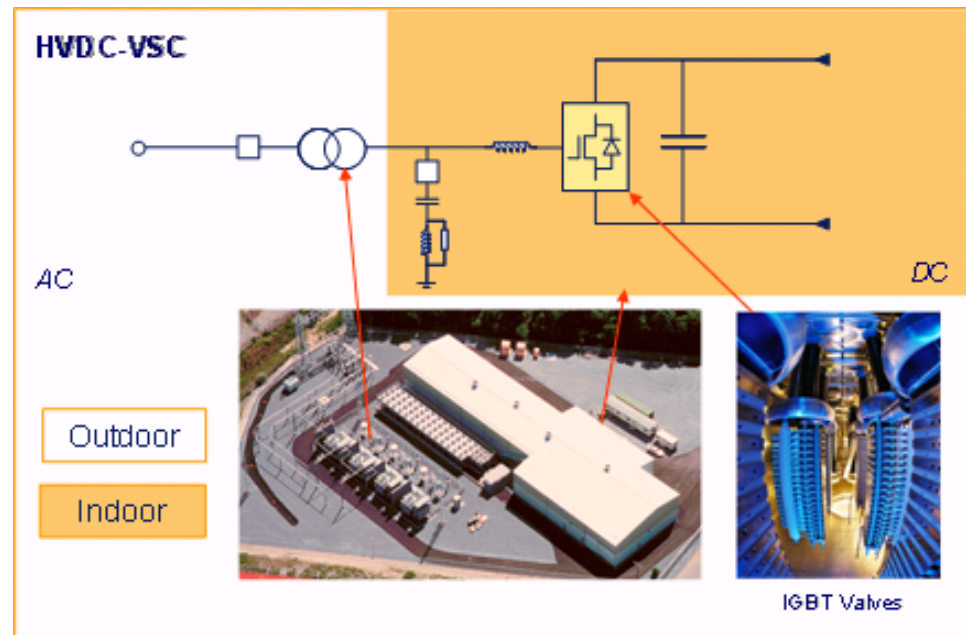 HVDC-VSC
AC
DC
Outdoor
Indoor
IGBT Valves